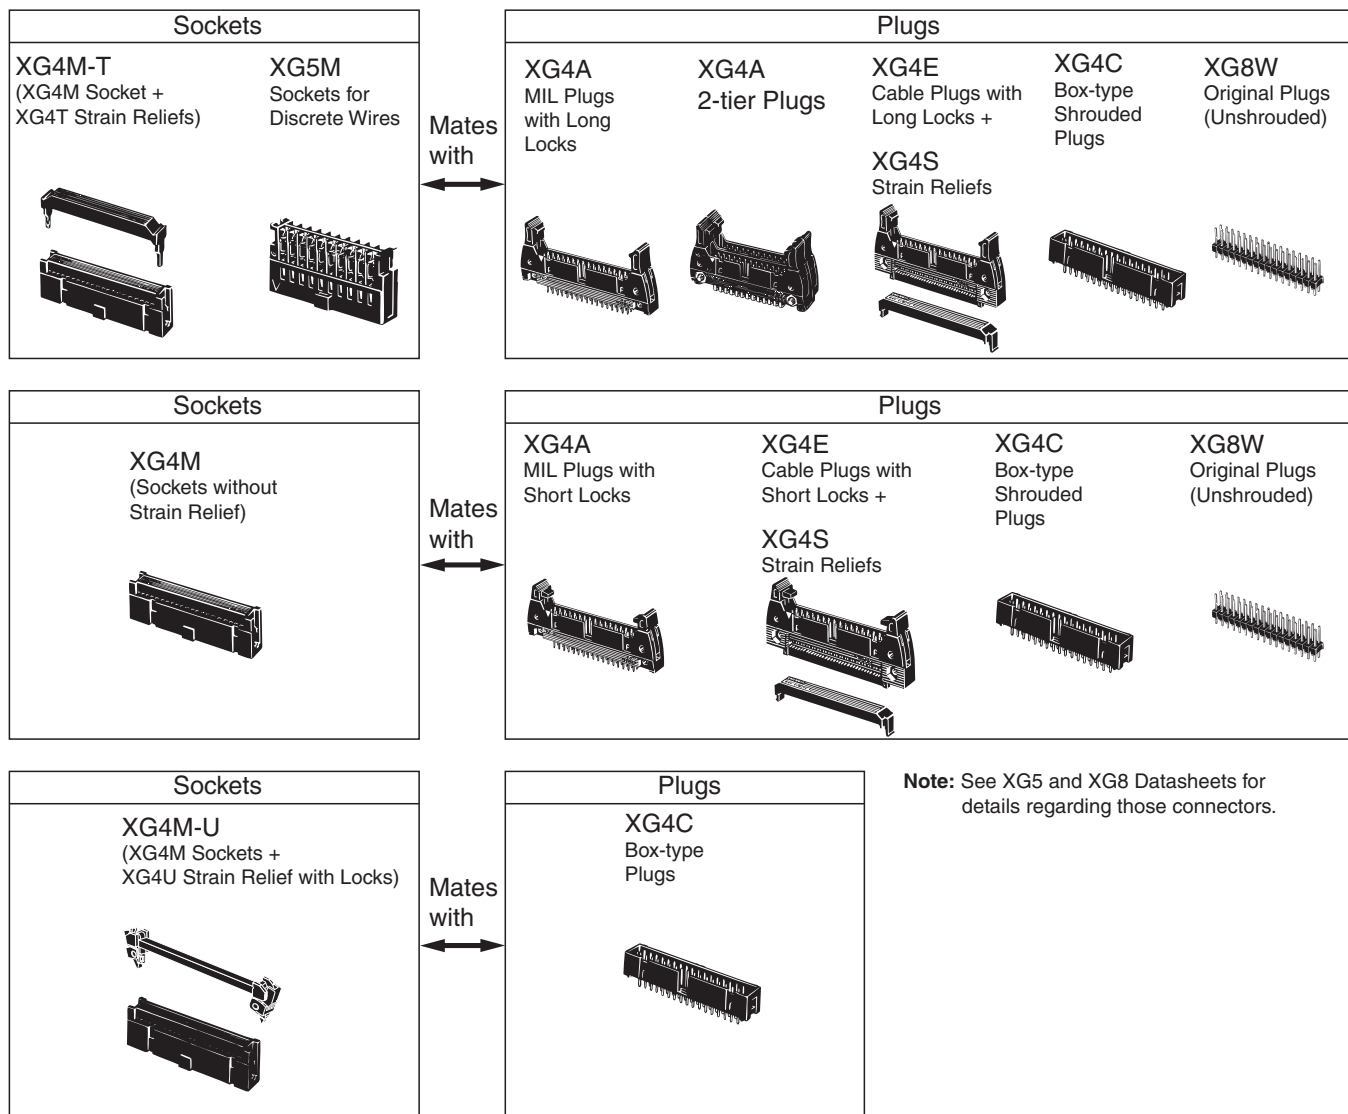 Sockets
XG4M-T
(XG4M Socket +
XG4T Strain Reliefs)
XG5M
Sockets for
Discrete Wires
Mates
with
Plugs
XG4A
MIL Plugs
with Long
Locks
XG4A
2-tier Plugs
XG4E
Cable Plugs with
Long Locks +
XG4S
Strain Reliefs
XG4C
Box-type
Shrouded
Plugs
XG8W
Original Plugs
(Unshrouded)
Sockets
XG4M
(Sockets without
Strain Relief)
Mates
with
Plugs
XG4A
MIL Plugs with
Short Locks
XG4E
Cable Plugs with
Short Locks +
XG4S
Strain Reliefs
XG4C
Box-type
Shrouded
Plugs
XG8W
Original Plugs
(Unshrouded)
Sockets
XG4M-U
(XG4M Sockets +
XG4U Strain Relief with Locks)
Mates
with
Plugs
XG4C
Box-type
Plugs
Note: See XG5 and XG8 Datasheets for
details regarding those connectors.